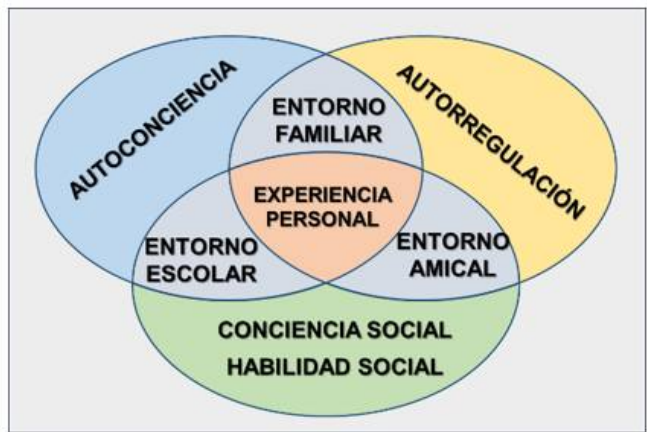 AUTOCONCIENCIA
ENTORNO
FAMILIAR
AUTORREGULACIÓN
EXPERIENCIA
PERSONAL
ENTORNO
ESCOLAR
ENTORNO
AMICAL
CONCIENCIA SOCIAL
HABILIDAD SOCIAL